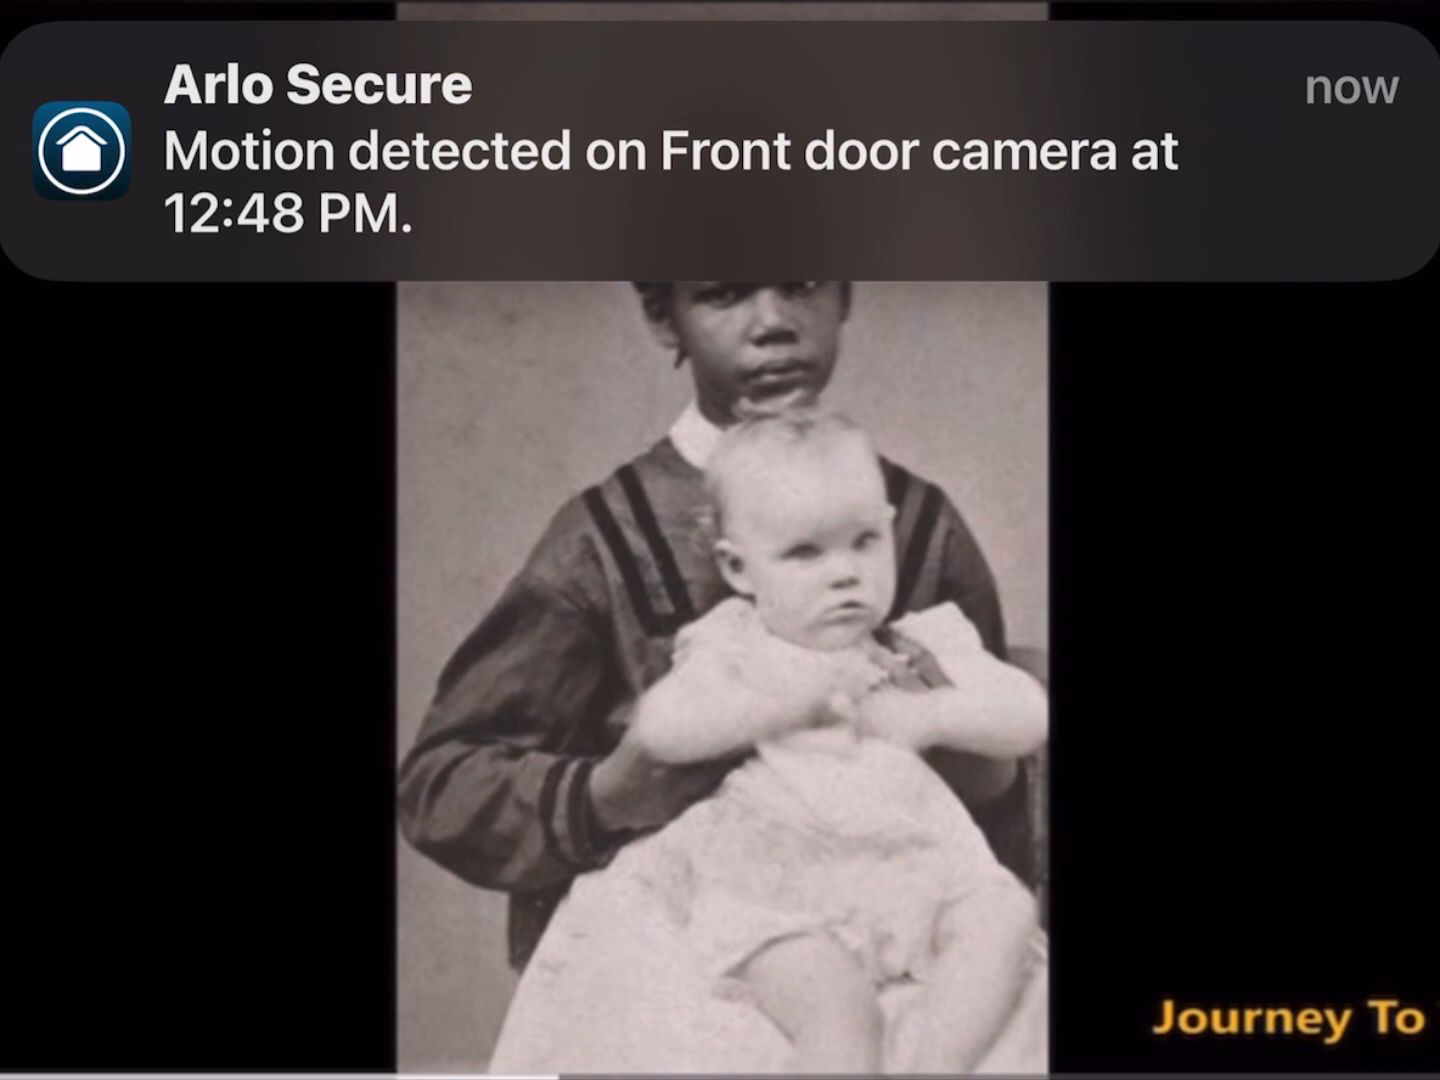 Arlo Secure
now
Motion detected on Front door camera at
12:48 PM.
Journey To